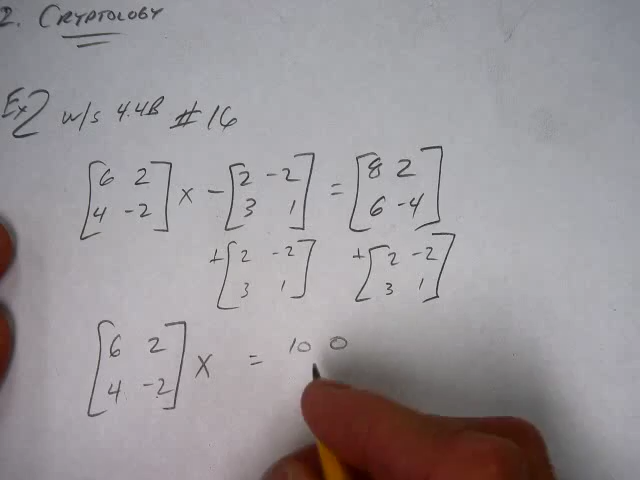 2. CRYPTOLOGY
Ex 2 w/s 4.4B #16
[6 2] x - [2 -2] = [8 2]
[4 -2] [3 1] [6 -4]
+[2 -2] +[2 -2]
[3 1] [3 1]
[6 2] x = 10 0
[4 -2]